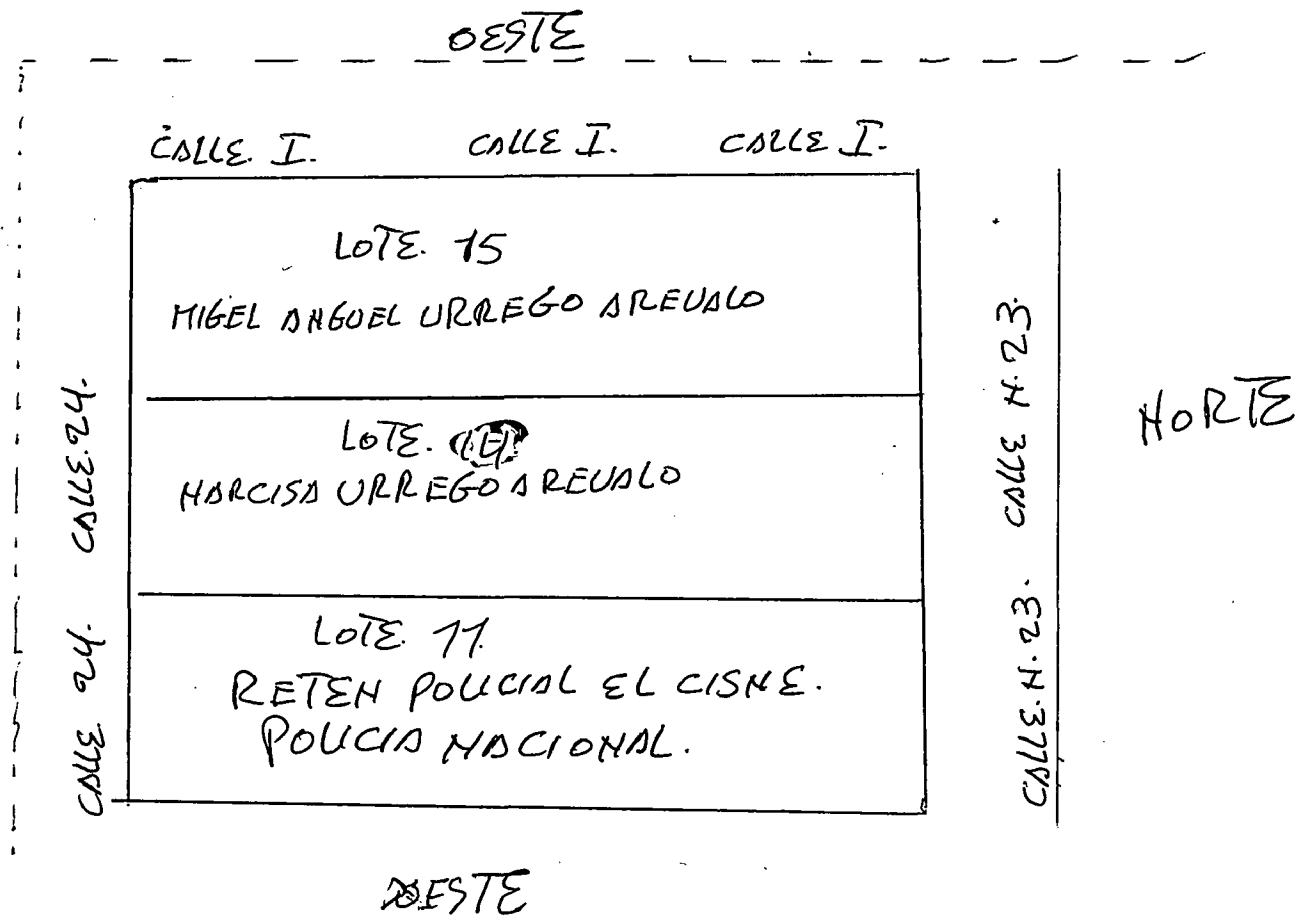 OESTE
CALLE. I. CALLE I. CALLE I.
LOTE. 15
MIGEL ANGUEL URREGO AREVALO
LOTE.
NARCISA URREGO AREVALO
LOTE. 11.
RETEN POLICIAL EL CISNE.
POLICIA NACIONAL.
CALLE 24 CALLE.24.
CALLE.N.23. CALLE N.23.
NORTE
ESTE